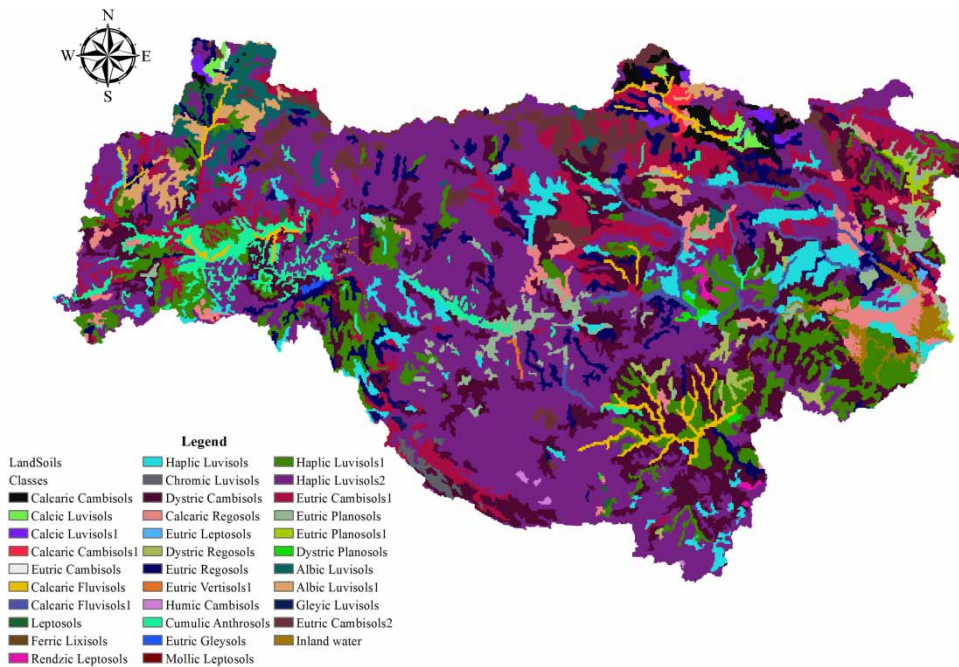 N
W E
S
Legend
LandSoils
Classes
Calcaric Cambisols
Calcic Luvisols
Calcic Luvisols1
Calcaric Cambisols1
Eutric Cambisols
Calcaric Fluvisols
Calcaric Fluvisols1
Leptosols
Ferric Lixisols
Rendzic Leptosols
Haplic Luvisols
Chromic Luvisols
Dystric Cambisols
Calcaric Regosols
Eutric Leptosols
Dystric Regosols
Eutric Regosols
Eutric Vertisols1
Humic Cambisols
Cumulic Anthrosols
Eutric Gleysols
Mollic Leptosols
Haplic Luvisols1
Haplic Luvisols2
Eutric Cambisols1
Eutric Planosols
Eutric Planosols1
Dystric Planosols
Albic Luvisols
Albic Luvisols1
Gleyic Luvisols
Eutric Cambisols2
Inland water